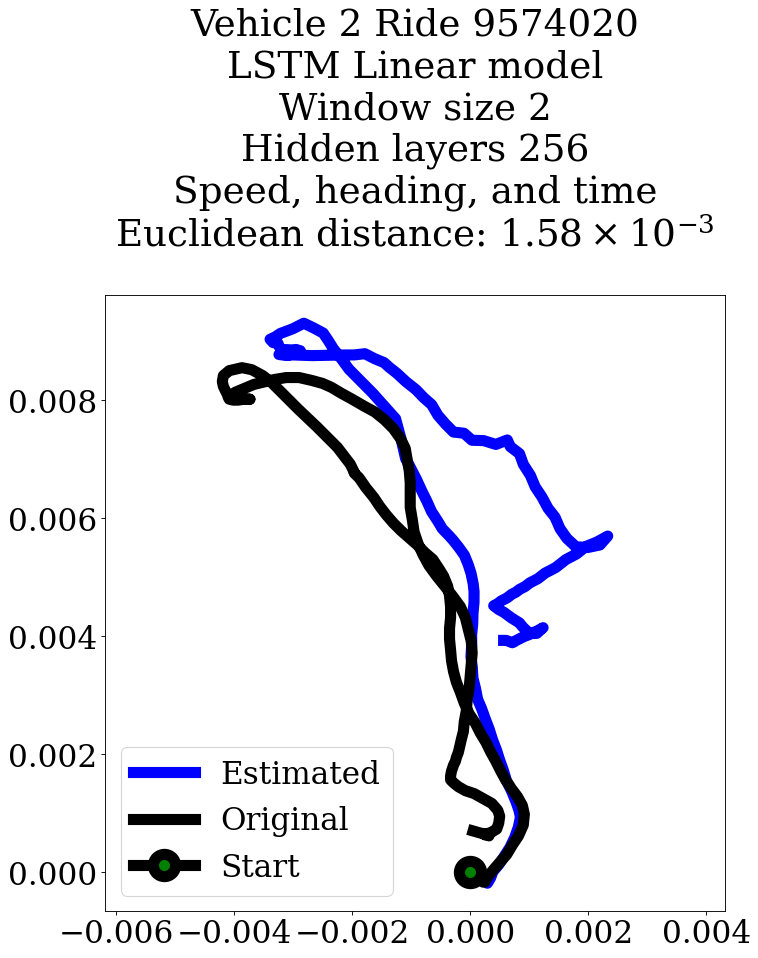 Vehicle 2 Ride 9574020
LSTM Linear model
Window size 2
Hidden layers 256
Speed, heading, and time
Euclidean distance: 1.58 × 10⁻³
0.008
0.006
0.004
0.002
0.000
Estimated
Original
Start
−0.006 −0.004 −0.002 0.000 0.002 0.004